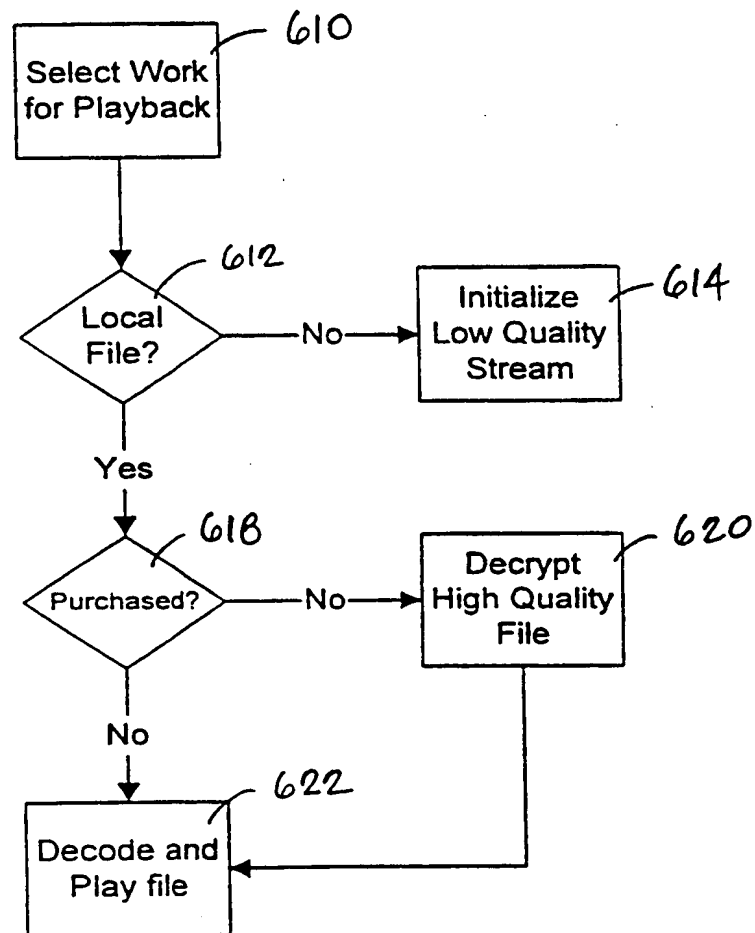 610
Select Work
for Playback
612
Local
File?
No
Initialize
Low Quality
Stream
614
Yes
618
Purchased?
No
Decrypt
High Quality
File
620
No
622
Decode and
Play file